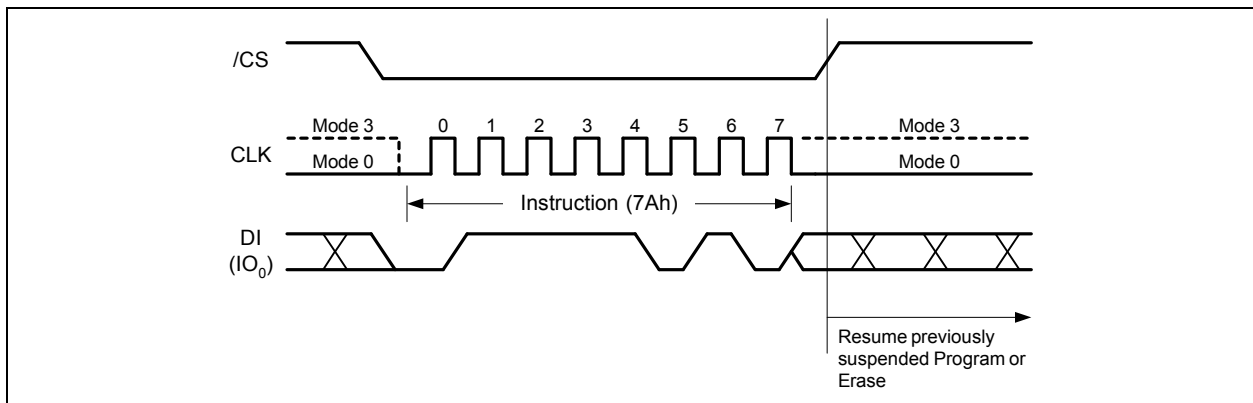 /CS
Mode 3 0 1 2 3 4 5 6 7 Mode 3
CLK
Mode 0 Mode 0
Instruction (7Ah)
DI
(IO0)
Resume previously
suspended Program or
Erase